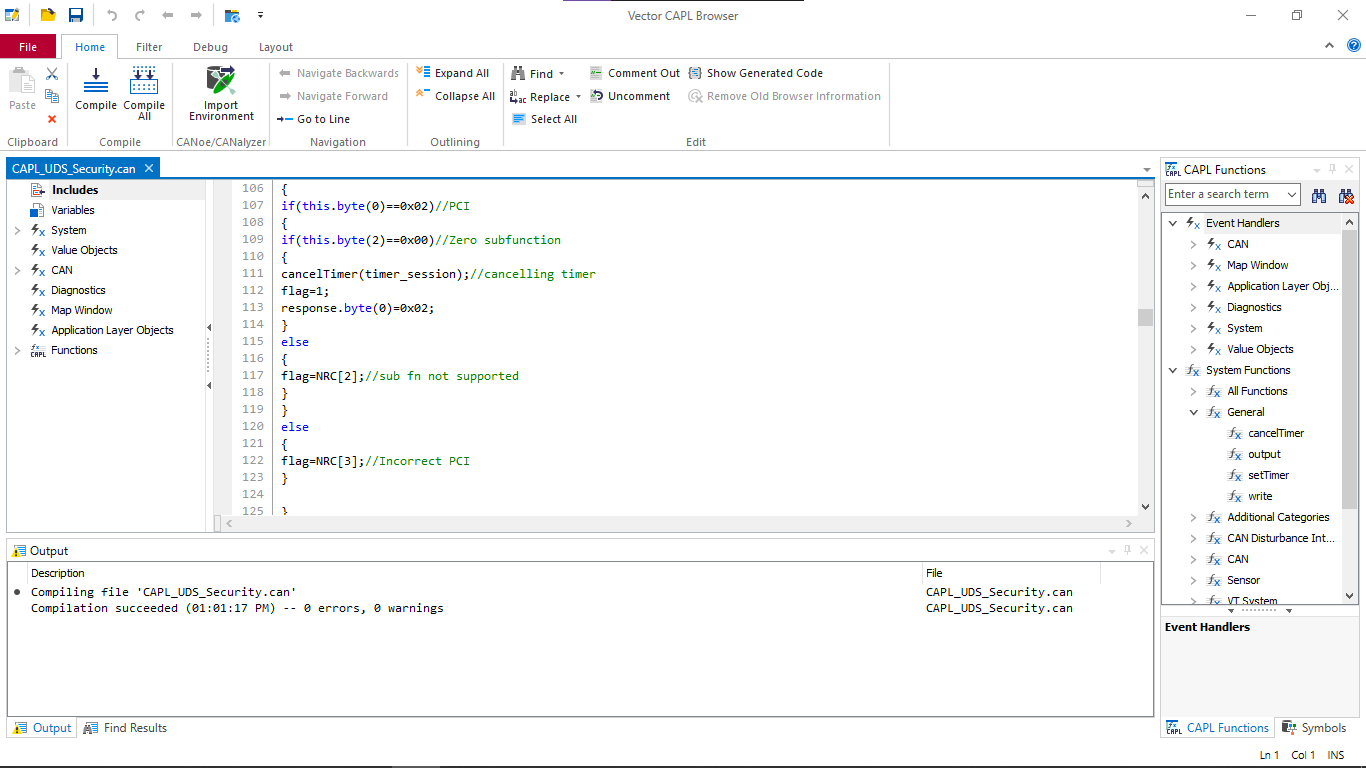 Vector CAPL Browser
File Home Filter Debug Layout
Paste
Compile
Compile All
Import Environment
Navigate Backwards
Navigate Forward
Go to Line
Expand All
Collapse All
Find
Replace
Select All
Comment Out
Uncomment
Show Generated Code
Remove Old Browser Information
Clipboard Compile CANoe/CANalyzer Navigation Outlining Edit
CAPL_UDS_Security.can
Includes
Variables
System
Value Objects
CAN
Diagnostics
Map Window
Application Layer Objects
Functions
106 {
107 if(this.byte(0)==0x02)//PCI
108 {
109 if(this.byte(2)==0x00)//Zero subfunction
110 {
111 cancelTimer(timer_session);//cancelling timer
112 flag=1;
113 response.byte(0)=0x02;
114 }
115 else
116 {
117 flag=NRC[2];//sub fn not supported
118 }
119 }
120 else
121 {
122 flag=NRC[3];//Incorrect PCI
123 }
124
125 }
CAPL Functions
Enter a search term
Event Handlers
CAN
Map Window
Application Layer Obj...
Diagnostics
System
Value Objects
System Functions
All Functions
General
cancelTimer
output
setTimer
write
Additional Categories
CAN Disturbance Int...
CAN
Sensor
VT System
Event Handlers
Output
Description File
Compiling file 'CAPL_UDS_Security.can' CAPL_UDS_Security.can
Compilation succeeded (01:01:17 PM) -- 0 errors, 0 warnings CAPL_UDS_Security.can
Output Find Results
CAPL Functions Symbols
Ln 1 Col 1 INS